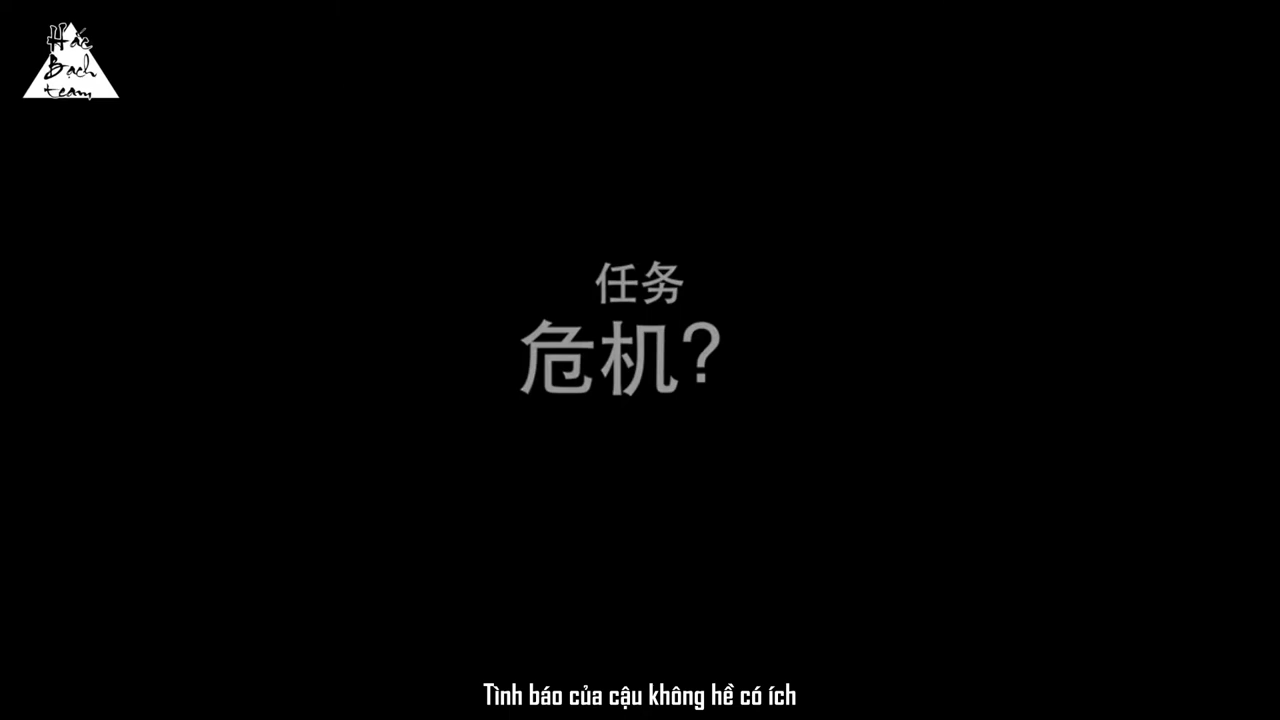 Hắc
Bạch
team
任务
危机?
Tình báo của cậu không hề có ích